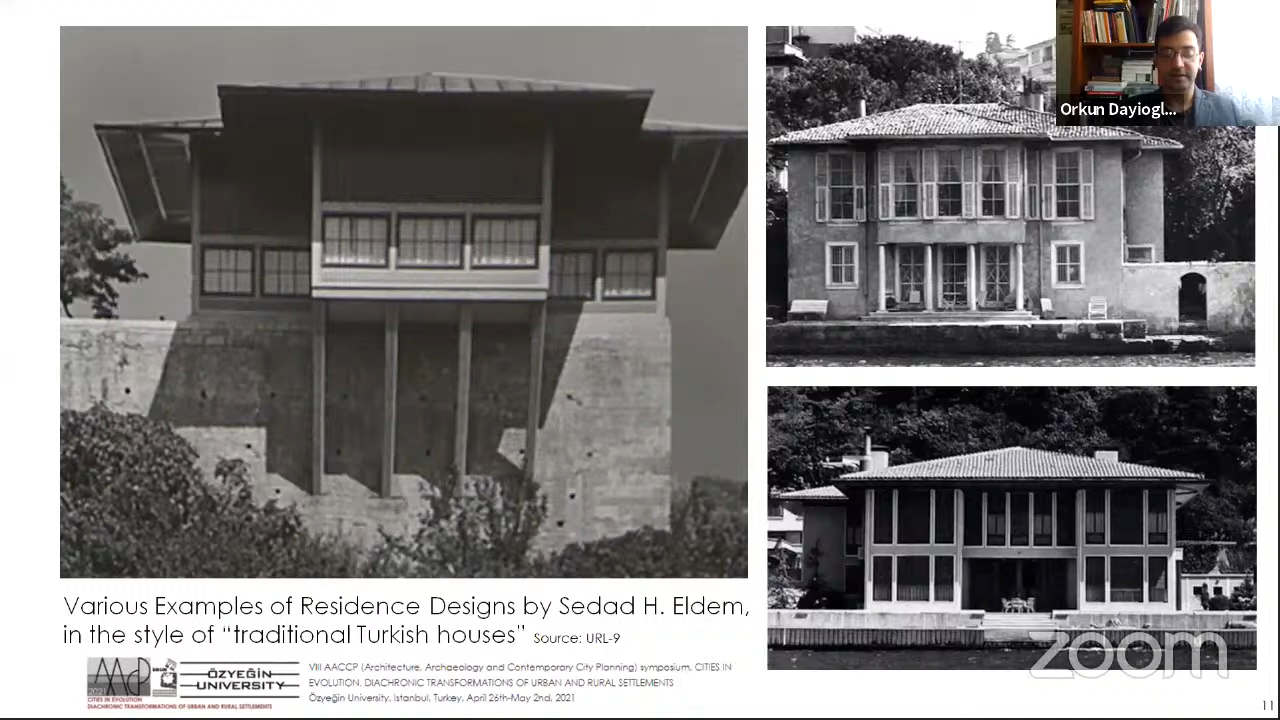 Orkun Dayiogl...
Various Examples of Residence Designs by Sedad H. Eldem,
in the style of “traditional Turkish houses” Source: URL-9
AACP
2021
CITIES IN EVOLUTION
DIACHRONIC TRANSFORMATIONS OF URBAN AND RURAL SETTLEMENTS
ÖZYEĞİN
UNIVERSITY
VIII AACCP (Architecture, Archaeology and Contemporary City Planning) symposium. CITIES IN
EVOLUTION. DIACHRONIC TRANSFORMATIONS OF URBAN AND RURAL SETTLEMENTS
Özyeğin University, Istanbul, Turkey. April 26th-May 2nd, 2021
zoom
11